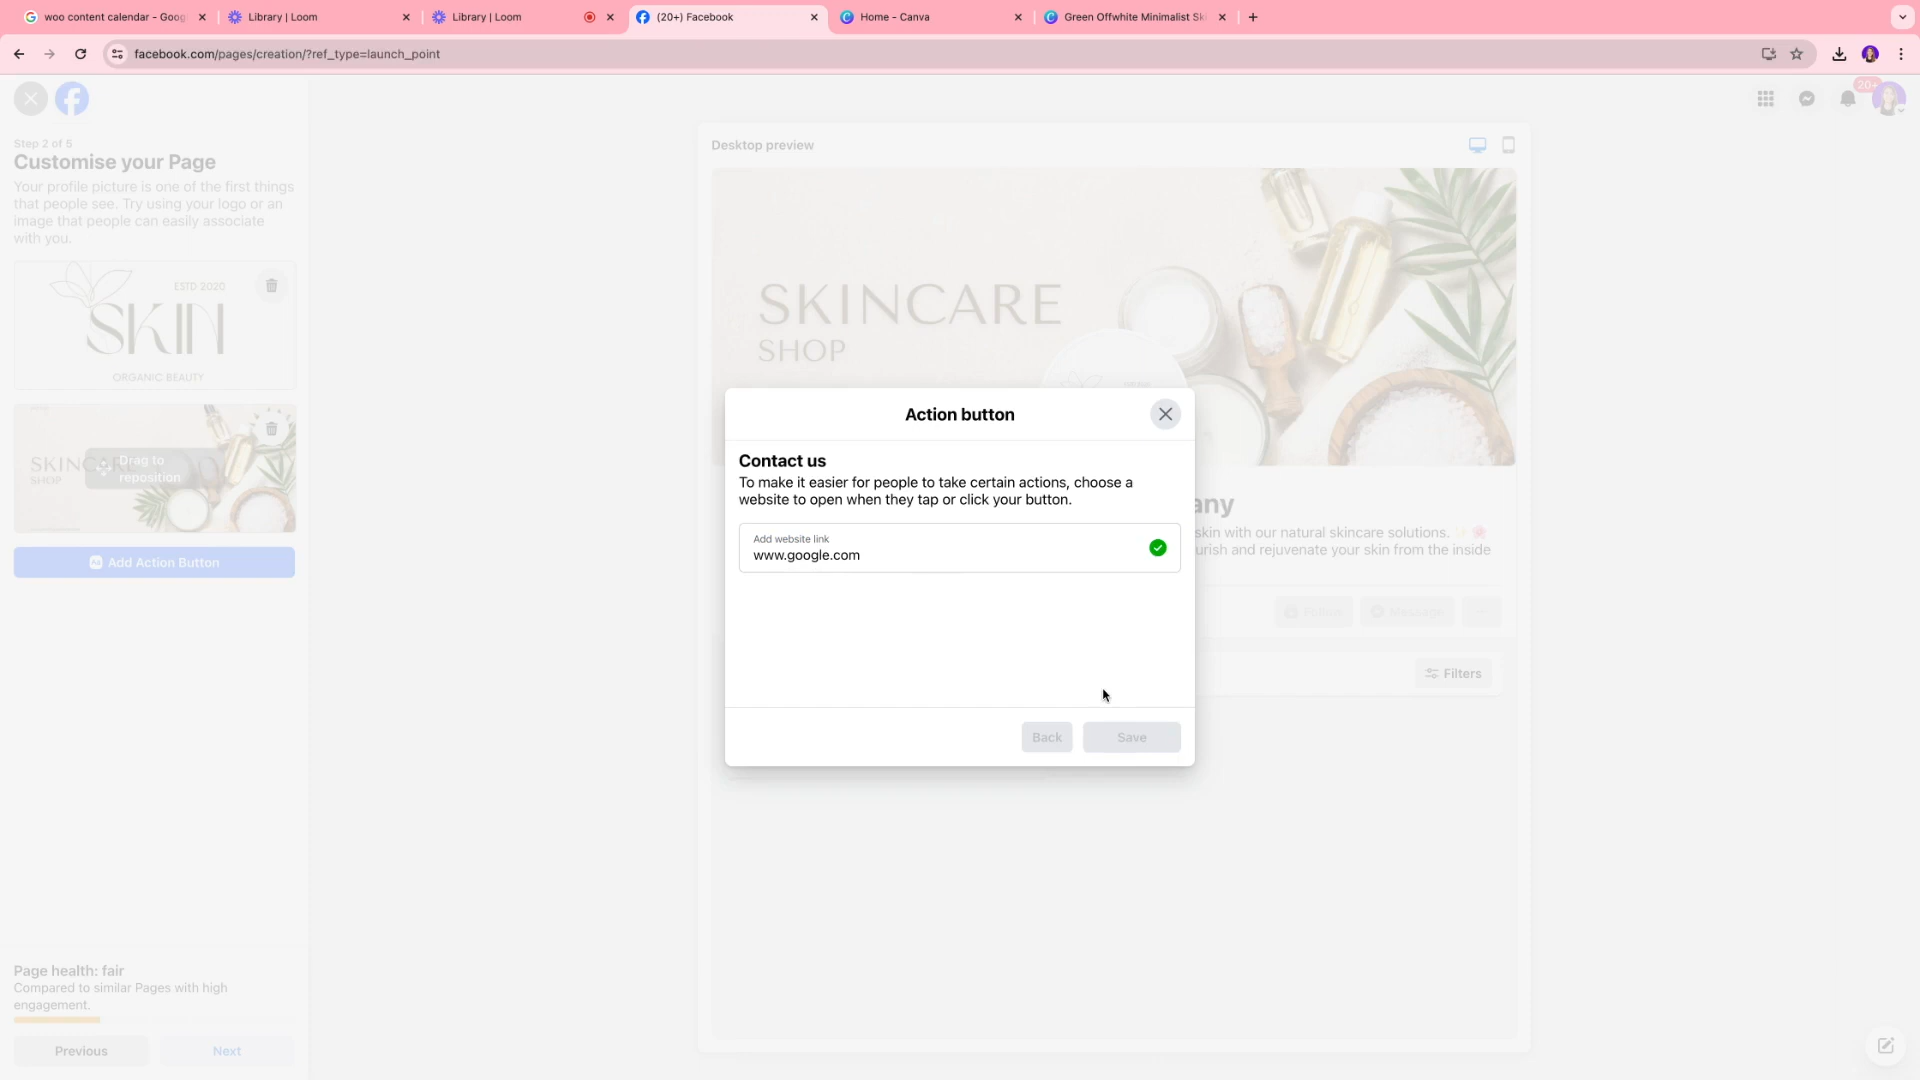 woo content calendar - Goog
Library | Loom
Library | Loom
(20+) Facebook
Home - Canva
Green Offwhite Minimalist Sk
facebook.com/pages/creation/?ref_type=launch_point
20+
Step 2 of 5
Customise your Page
Your profile picture is one of the first things
that people see. Try using your logo or an
image that people can easily associate
with you.
ESTD 2020
SKIN
ORGANIC BEAUTY
SKINCARE
SHOP
Drag to
reposition
Add Action Button
Page health: fair
Compared to similar Pages with high
engagement.
Previous
Next
Desktop preview
SKINCARE
SHOP
any
skin with our natural skincare solutions.
urish and rejuvenate your skin from the inside
Follow
Message
Filters
Action button
Contact us
To make it easier for people to take certain actions, choose a
website to open when they tap or click your button.
Add website link
www.google.com
Back
Save